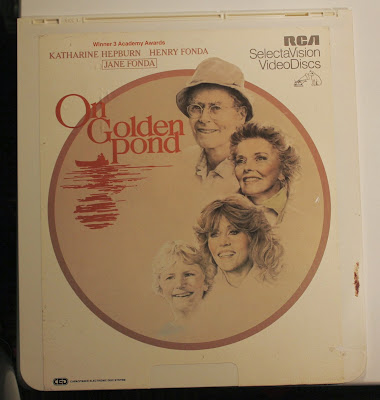 Winner 3 Academy Awards
KATHARINE HEPBURN HENRY FONDA
JANE FONDA
On
Golden
Pond
RCA
SelectaVision
VideoDiscs
CED